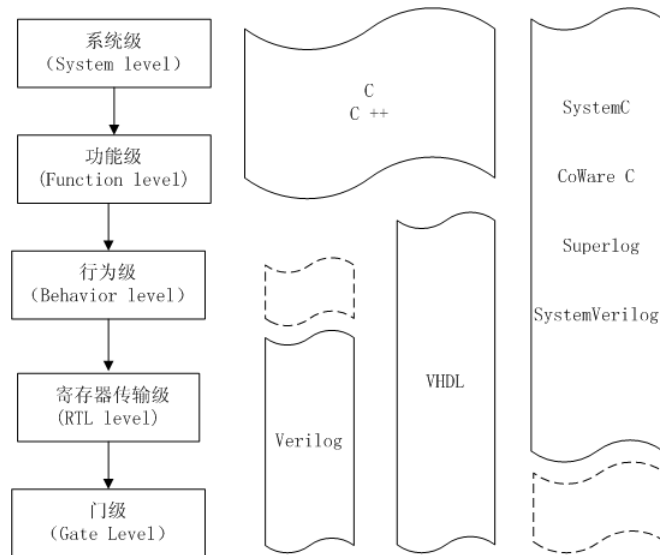 系统级
（System level）
功能级
(Function level)
行为级
（Behavior level）
寄存器传输级
(RTL level)
门级
（Gate Level）
C
C ++
Verilog
VHDL
SystemC
CoWare C
Superlog
SystemVerilog